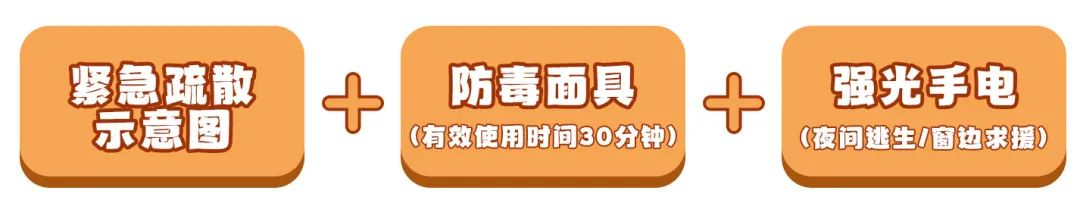 紧急疏散
示意图
+
防毒面具
(有效使用时间30分钟)
+
强光手电
(夜间逃生/窗边求援)